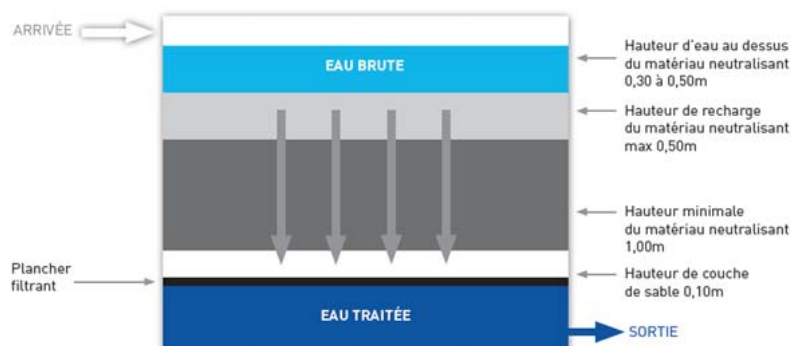 ARRIVÉE
EAU BRUTE
Hauteur d'eau au dessus
du matériau neutralisant
0,30 à 0,50m
Hauteur de recharge
du matériau neutralisant
max 0,50m
Hauteur minimale
du matériau neutralisant
1,00m
Plancher
filtrant
Hauteur de couche
de sable 0,10m
EAU TRAITÉE
SORTIE